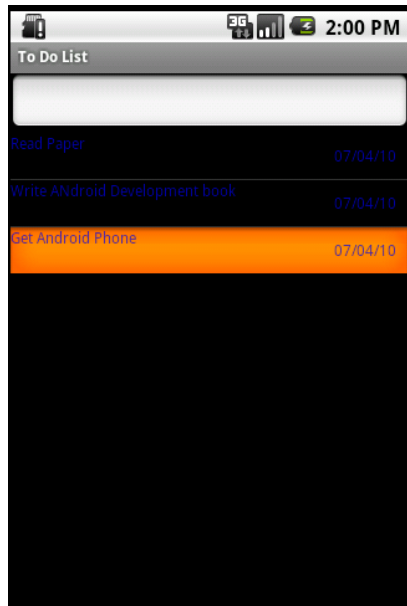 3G 2:00 PM
To Do List
Read Paper
07/04/10
Write ANdroid Development book
07/04/10
Get Android Phone
07/04/10